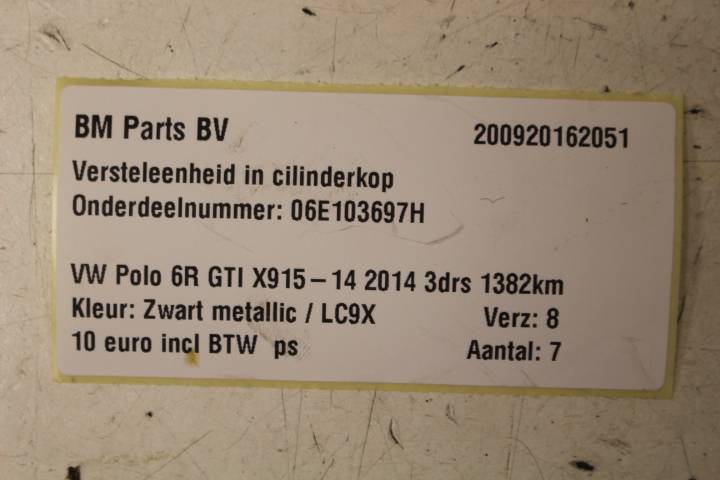 BM Parts BV 200920162051
Versteleenheid in cilinderkop
Onderdeelnummer: 06E103697H
VW Polo 6R GTI X915-14 2014 3drs 1382km
Kleur: Zwart metallic / LC9X Verz: 8
10 euro incl BTW ps Aantal: 7